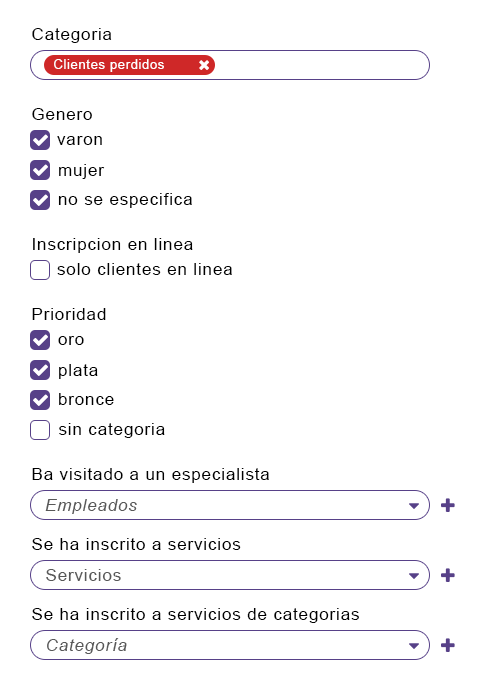 Categoria
Clientes perdidos
Genero
varon
mujer
no se especifica
Inscripcion en linea
solo clientes en linea
Prioridad
oro
plata
bronce
sin categoria
Ba visitado a un especialista
Empleados
Se ha inscrito a servicios
Servicios
Se ha inscrito a servicios de categorias
Categoría